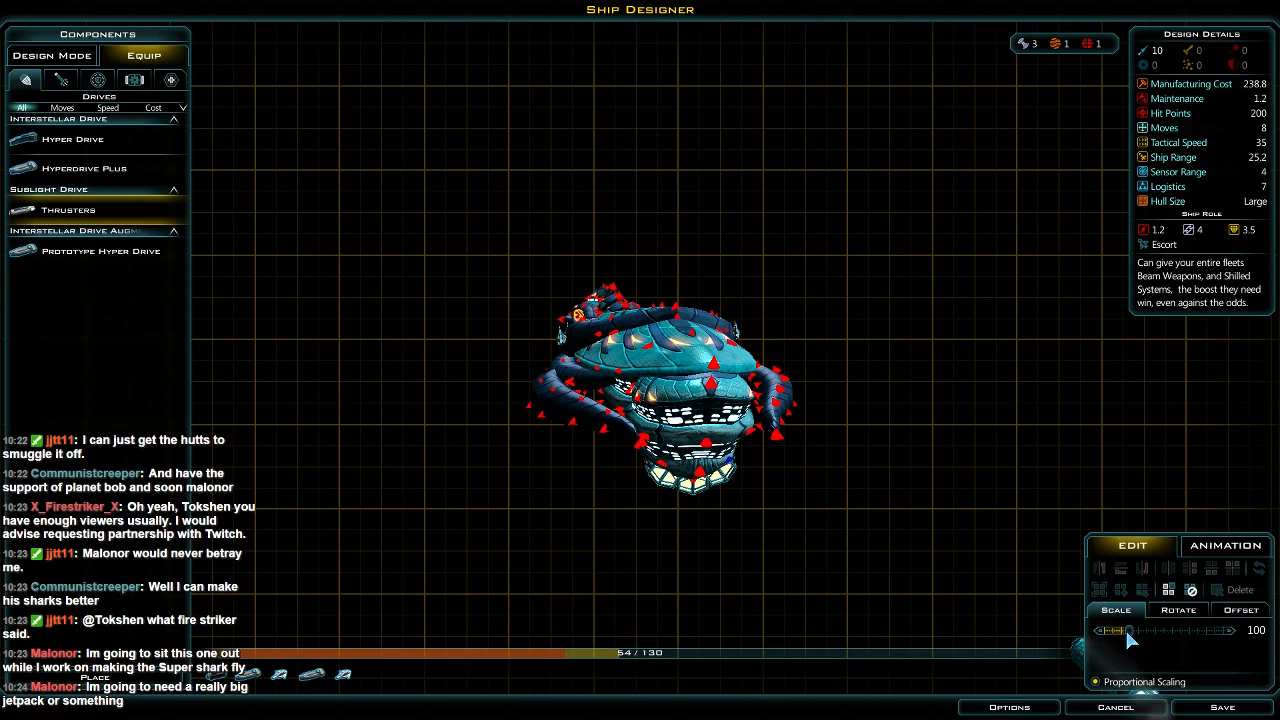 SHIP DESIGNER
COMPONENTS
DESIGN MODE
EQUIP
DRIVES
All Moves Speed Cost
INTERSTELLAR DRIVE
HYPER DRIVE
HYPERDRIVE PLUS
SUBLIGHT DRIVE
THRUSTERS
INTERSTELLAR DRIVE AUGM
PROTOTYPE HYPER DRIVE
3 1 1
DESIGN DETAILS
10 0 0
0 0 0
Manufacturing Cost 238.8
Maintenance 1.2
Hit Points 200
Moves 8
Tactical Speed 35
Ship Range 25.2
Sensor Range 4
Logistics 7
Hull Size Large
SHIP ROLE
1.2 4 3.5
Escort
Can give your entire fleets
Beam Weapons, and Shilled
Systems, the boost they need
win, even against the odds.
10:22 jjtt11: I can just get the hutts to
smuggle it off.
10:22 Communistcreeper: And have the
support of planet bob and soon malonor
10:23 X_Firestriker_X: Oh yeah, Tokshen you
have enough viewers usually. I would
advise requesting partnership with Twitch.
10:23 jjtt11: Malonor would never betray
me.
10:23 Communistcreeper: Well I can make
his sharks better
10:23 jjtt11: @Tokshen what fire striker
said.
10:23 Malonor: Im going to sit this one out
while I work on making the Super shark fly
10:24 Malonor: Im going to need a really big
jetpack or something
PLACE
54 / 130
EDIT
ANIMATION
Delete
SCALE
ROTATE
OFFSET
100
Proportional Scaling
OPTIONS
CANCEL
SAVE